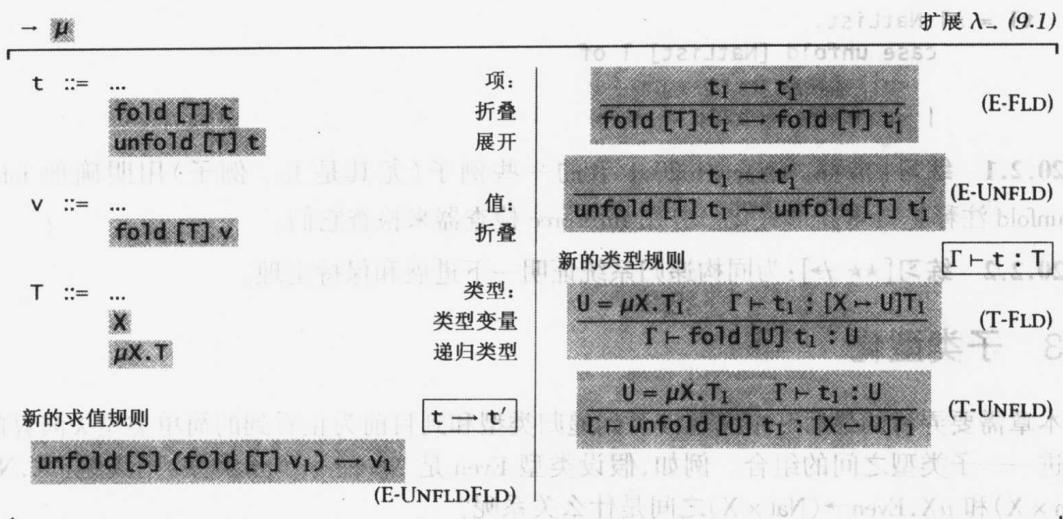 → μ
扩展 λ→ (9.1)
t ::= ... 项:
fold [T] t 折叠
unfold [T] t 展开
v ::= ... 值:
fold [T] v 折叠
T ::= ... 类型:
X 类型变量
μX.T 递归类型
新的求值规则 t → t′
unfold [S] (fold [T] v₁) → v₁
(E-UNFLDFLD)
t₁ → t₁′
fold [T] t₁ → fold [T] t₁′ (E-FLD)
t₁ → t₁′
unfold [T] t₁ → unfold [T] t₁′ (E-UNFLD)
新的类型规则 Γ ⊢ t : T
U = μX.T₁ Γ ⊢ t₁ : [X ↦ U]T₁
Γ ⊢ fold [U] t₁ : U (T-FLD)
U = μX.T₁ Γ ⊢ t₁ : U
Γ ⊢ unfold [U] t₁ : [X ↦ U]T₁ (T-UNFLD)